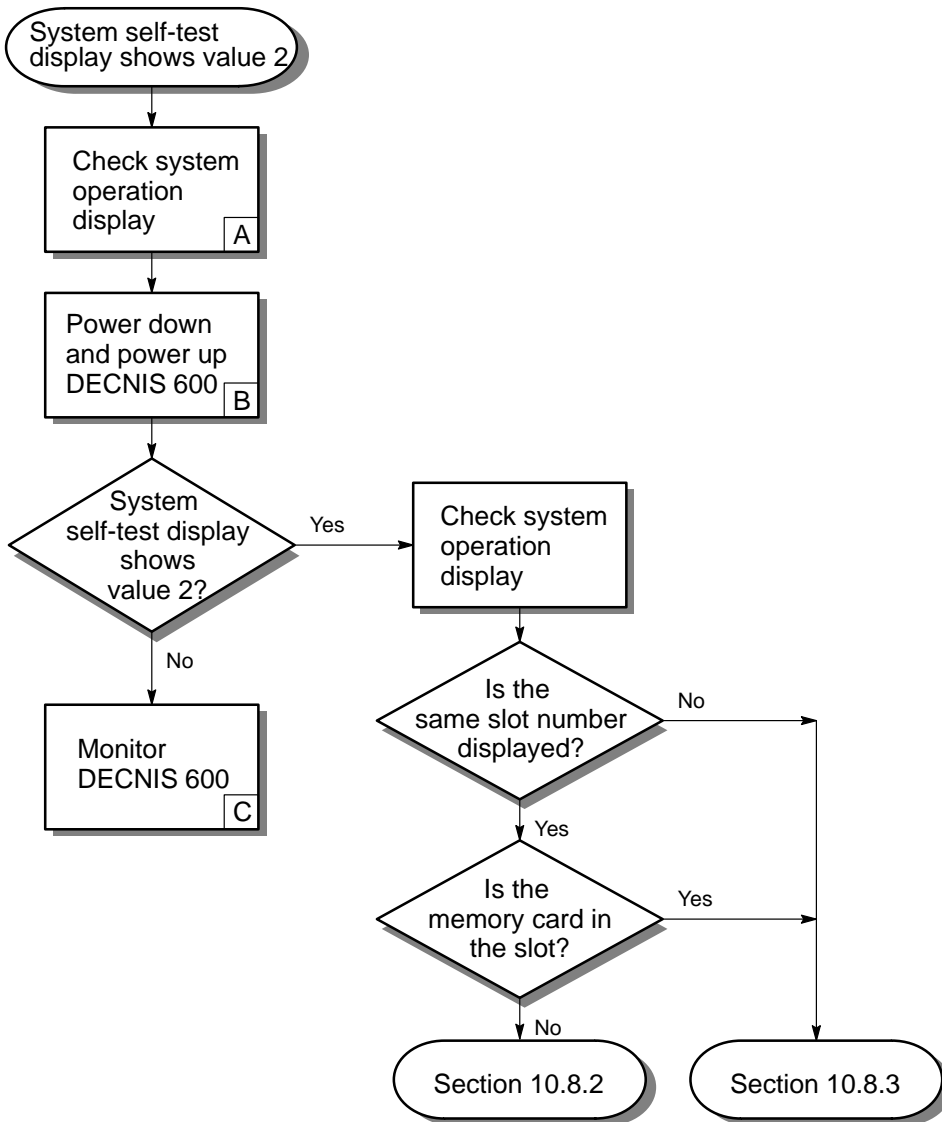 System self-test
display shows value 2
Check system
operation
display
A
Power down
and power up
DECNIS 600
B
System
self-test display
shows
value 2?
Yes
No
Monitor
DECNIS 600
C
Check system
operation
display
Is the
same slot number
displayed?
No
Yes
Is the
memory card in
the slot?
Yes
No
Section 10.8.2
Section 10.8.3